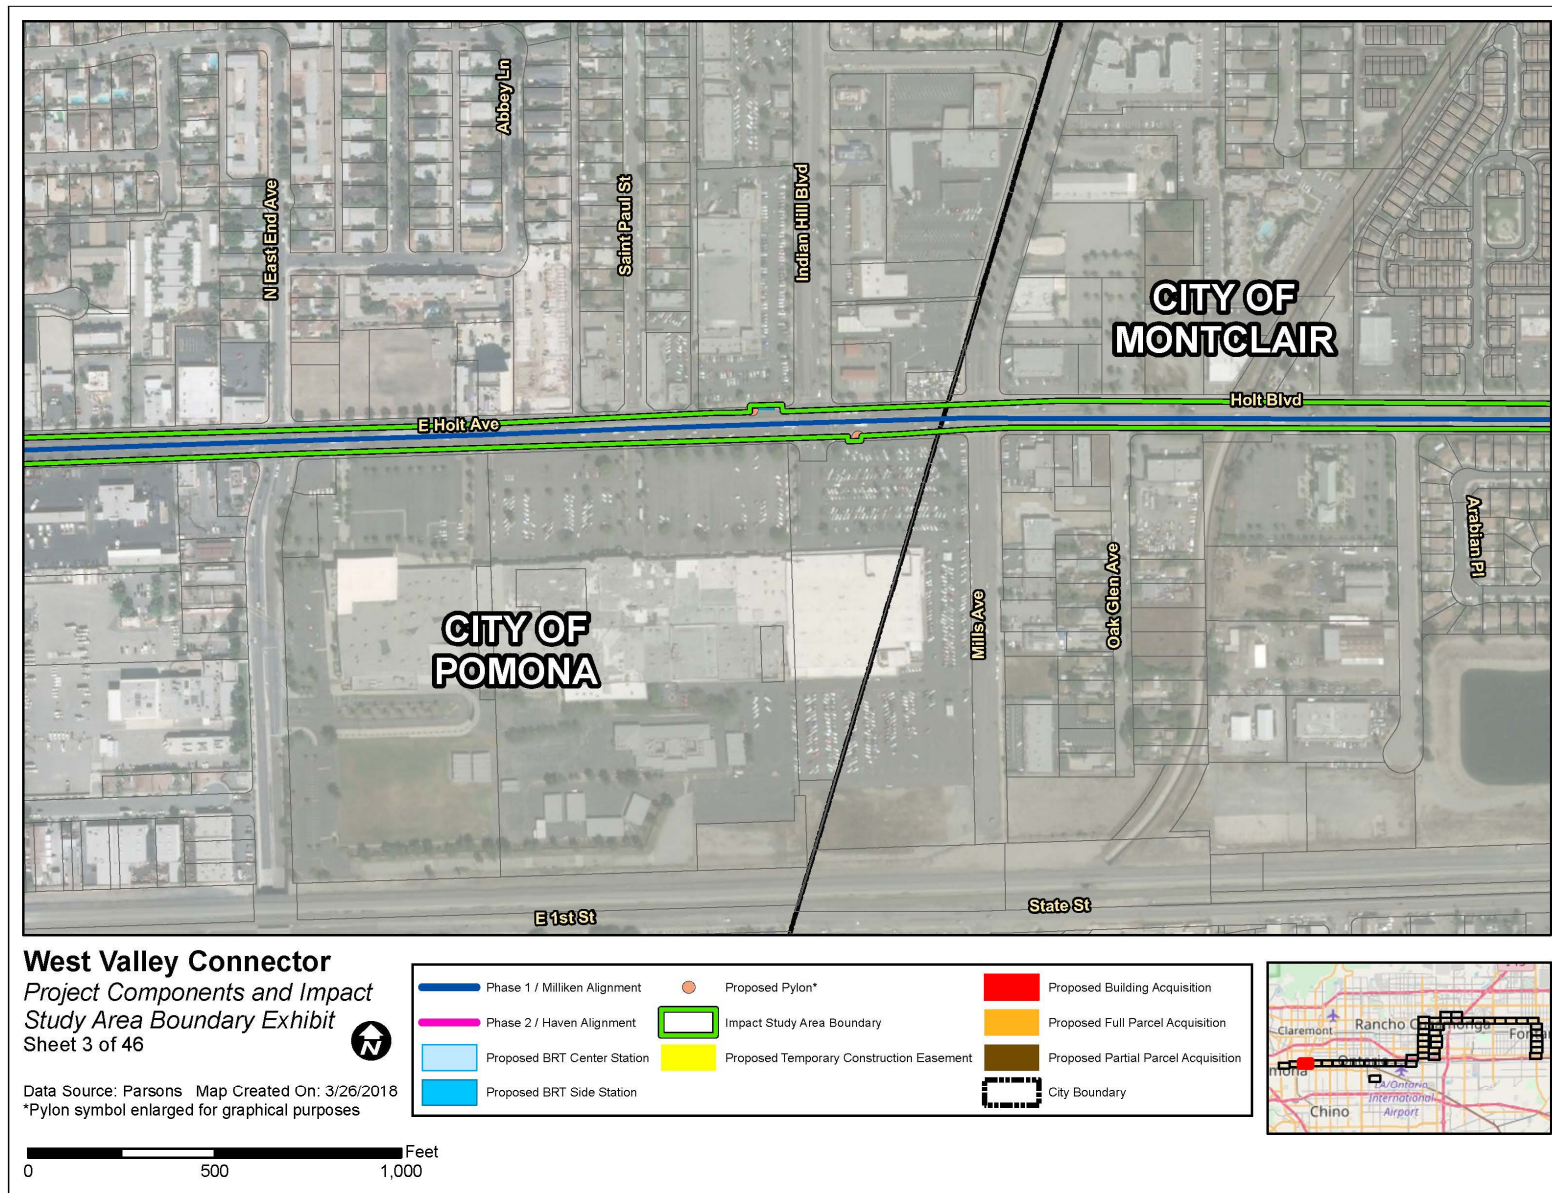 Abbey Ln
Saint Paul St
N East End Ave
Indian Hill Blvd
CITY OF
MONTCLAIR
Holt Blvd
E Holt Ave
Arabian Pl
Oak Glen Ave
Mills Ave
CITY OF
POMONA
E 1st St
State St
West Valley Connector
Project Components and Impact
Study Area Boundary Exhibit
Sheet 3 of 46
N
Data Source: Parsons Map Created On: 3/26/2018
*Pylon symbol enlarged for graphical purposes
Feet
0 500 1,000
Phase 1 / Milliken Alignment
Phase 2 / Haven Alignment
Proposed BRT Center Station
Proposed BRT Side Station
Proposed Pylon*
Impact Study Area Boundary
Proposed Temporary Construction Easement
Proposed Building Acquisition
Proposed Full Parcel Acquisition
Proposed Partial Parcel Acquisition
City Boundary
Claremont
Rancho
Ontario
LA/Ontario
International
Airport
Chino